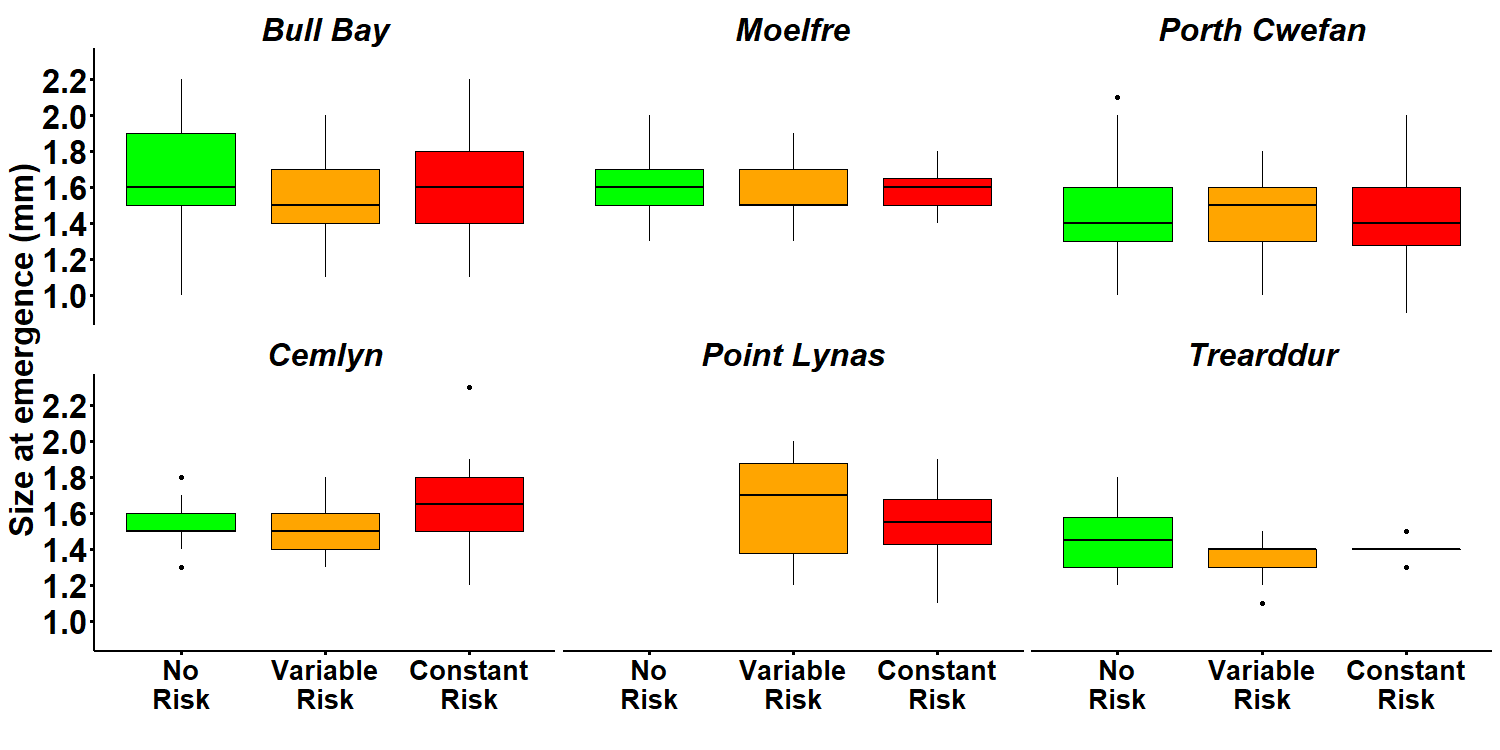 Bull Bay
Moelfre
Porth Cwefan
2.2
2.0
1.8
1.6
1.4
1.2
1.0
Size at emergence (mm)
Cemlyn
Point Lynas
Trearddur
2.2
2.0
1.8
1.6
1.4
1.2
1.0
No
Risk
Variable
Risk
Constant
Risk
No
Risk
Variable
Risk
Constant
Risk
No
Risk
Variable
Risk
Constant
Risk